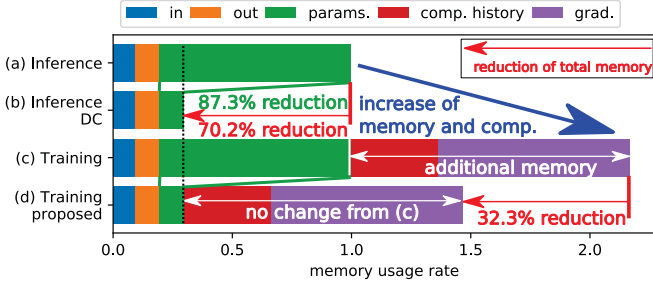 in out params. comp. history grad.
(a) Inference
reduction of total memory
(b) Inference
DC
87.3% reduction
70.2% reduction
increase of
memory and comp.
(c) Training
additional memory
(d) Training
proposed
no change from (c)
32.3% reduction
0.0 0.5 1.0 1.5 2.0
memory usage rate